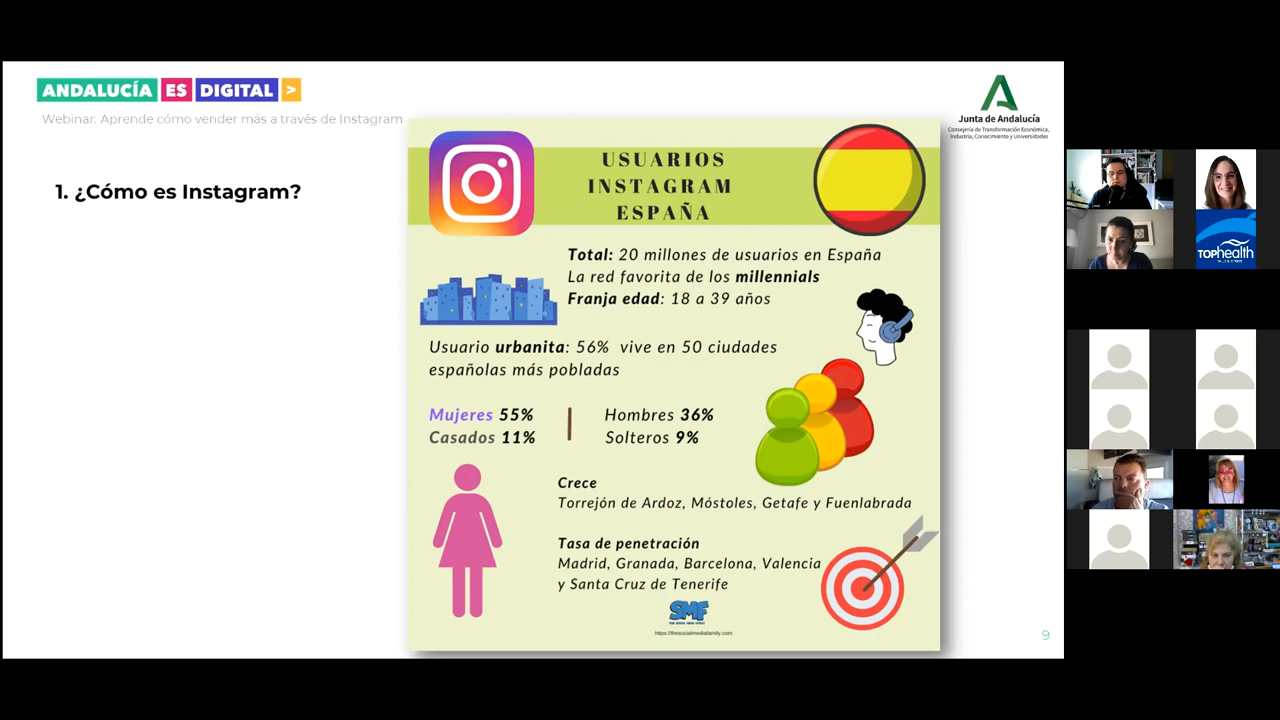 ANDALUCÍA ES DIGITAL >
Webinar: Aprende cómo vender más a través de Instagram
Junta de Andalucía
Consejería de Transformación Económica,
Industria, Conocimiento y Universidades
1. ¿Cómo es Instagram?
USUARIOS
INSTAGRAM
ESPAÑA
Total: 20 millones de usuarios en España
La red favorita de los millennials
Franja edad: 18 a 39 años
Usuario urbanita: 56% vive en 50 ciudades
españolas más pobladas
Mujeres 55%
Hombres 36%
Casados 11%
Solteros 9%
Crece
Torrejón de Ardoz, Móstoles, Getafe y Fuenlabrada
Tasa de penetración
Madrid, Granada, Barcelona, Valencia
y Santa Cruz de Tenerife
SMF
https://thesocialmediafamily.com
9
TOPhealth